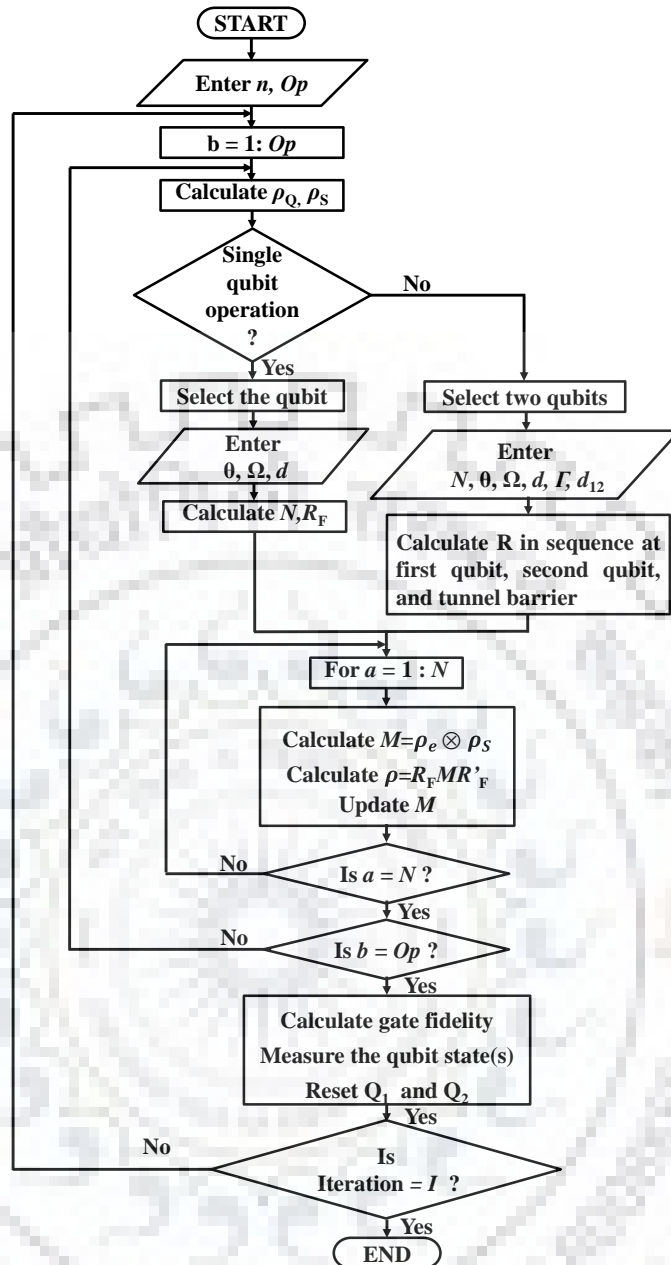 START
Enter n, Op
b = 1: Op
Calculate ρQ, ρS
Single
qubit
operation
?
No
Yes
Select the qubit
Select two qubits
Enter
θ, Ω, d
Enter
N, θ, Ω, d, Γ, d12
Calculate N,RF
Calculate R in sequence at
first qubit, second qubit,
and tunnel barrier
For a = 1 : N
Calculate M=ρe ⊗ ρS
Calculate ρ=RFMR'F
Update M
No
Is a = N ?
Yes
No
Is b = Op ?
Yes
Calculate gate fidelity
Measure the qubit state(s)
Reset Q1 and Q2
Yes
No
Is
Iteration = I ?
Yes
END